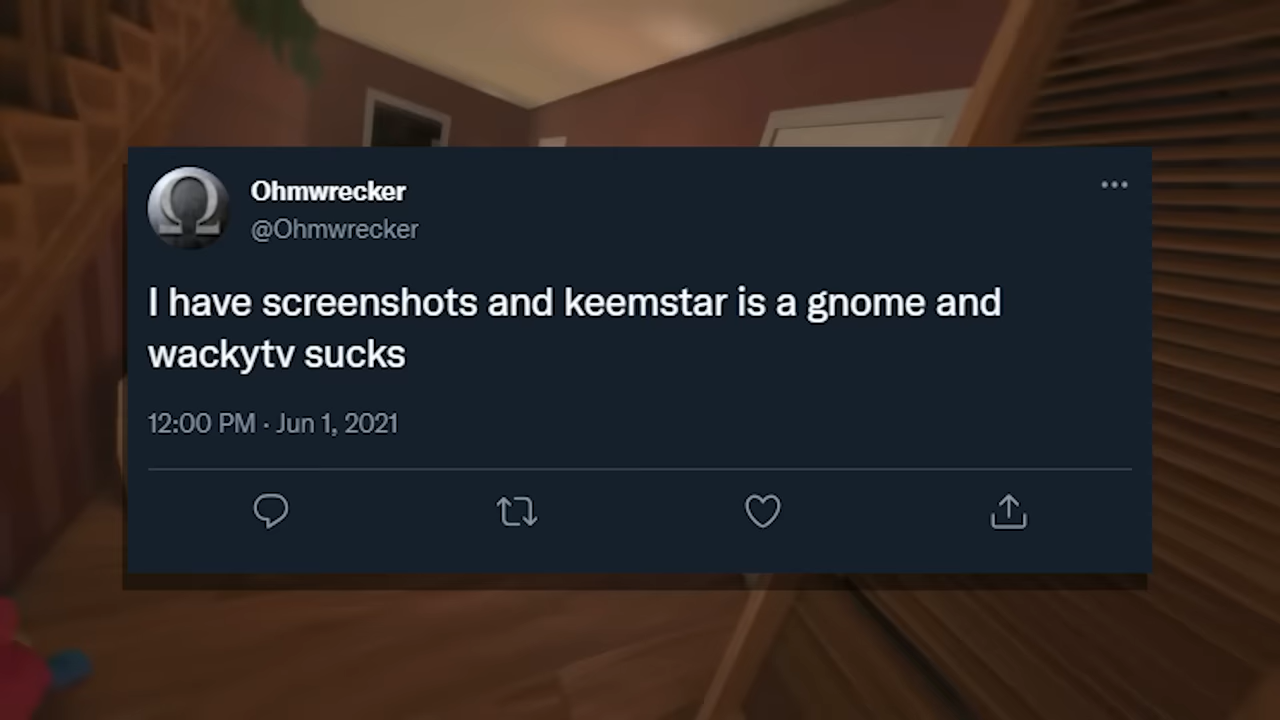 Ohmwrecker
@Ohmwrecker
I have screenshots and keemstar is a gnome and
wackytv sucks
12:00 PM · Jun 1, 2021